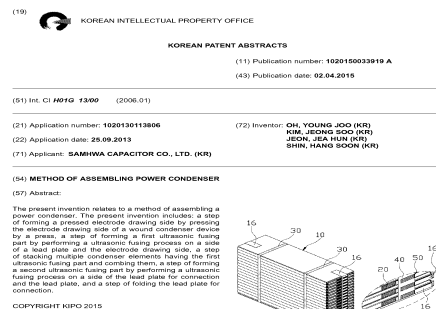 (19)
KOREAN INTELLECTUAL PROPERTY OFFICE
KOREAN PATENT ABSTRACTS
(11) Publication number: 1020150033919 A
(43) Publication date: 02.04.2015
(51) Int. Cl H01G 13/00 (2006.01)
(21) Application number: 1020130113806
(22) Application date: 25.09.2013
(71) Applicant: SAMHWA CAPACITOR CO., LTD. (KR)
(72) Inventor: OH, YOUNG JOO (KR)
KIM, JEONG SOO (KR)
JEON, JEA HUN (KR)
SHIN, HANG SOON (KR)
(54) METHOD OF ASSEMBLING POWER CONDENSER
(57) Abstract:
The present invention relates to a method of assembling a
power condenser. The present invention includes: a step
of forming a pressed electrode drawing side by pressing
the electrode drawing side of a wound condenser device
by a press, a step of forming a first ultrasonic fusing
part by performing a ultrasonic fusing process on a side
of a lead plate and the electrode drawing side, a step
of stacking multiple condenser elements having the first
ultrasonic fusing part and combing them, a step of forming
a second ultrasonic fusing part by performing a ultrasonic
fusing process on a side of the lead plate for connection
and the lead plate, and a step of folding the lead plate for
connection.
COPYRIGHT KIPO 2015
16
30
10
30
16
20
40
50
16
16